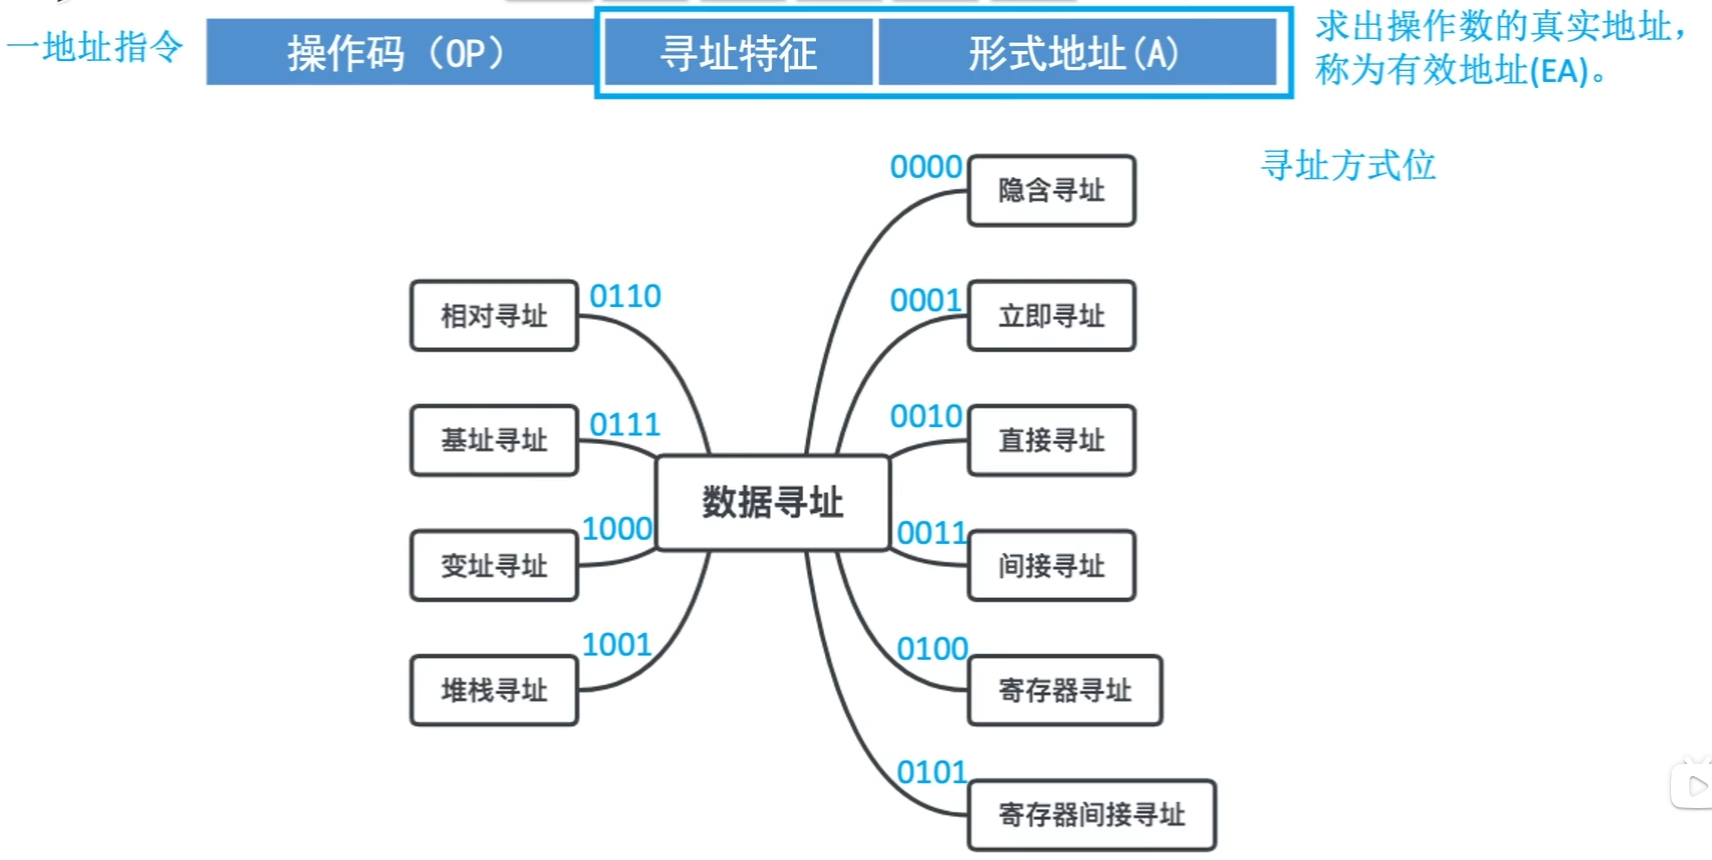 一地址指令
操作码（OP）
寻址特征
形式地址(A)
求出操作数的真实地址，
称为有效地址(EA)。
寻址方式位
0000
隐含寻址
0001
立即寻址
0010
直接寻址
0011
间接寻址
0100
寄存器寻址
0101
寄存器间接寻址
数据寻址
0110
相对寻址
0111
基址寻址
1000
变址寻址
1001
堆栈寻址